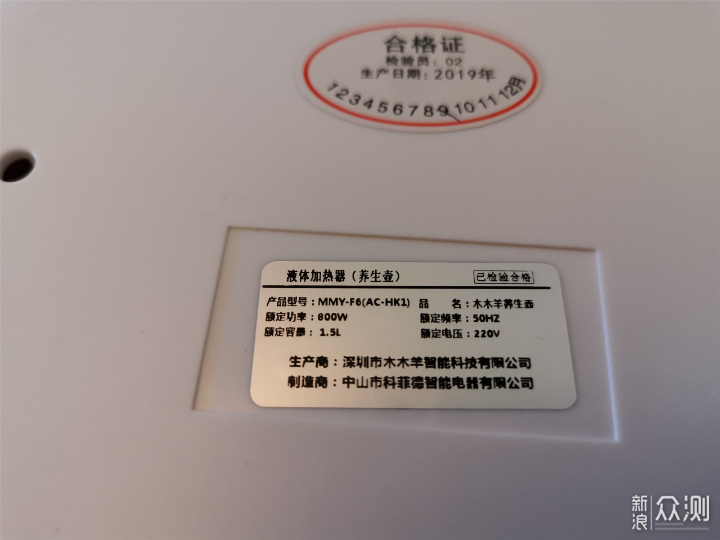 合格证
检验员：02
生产日期：2019年
123456789101112月
液体加热器（养生壶） 已检验合格
产品型号：MMY-F6(AC-HK1) 品 名：木木羊养生壶
额定功率：800W 额定频率：50HZ
额定容量：1.5L 额定电压：220V
生产商：深圳市木木羊智能科技有限公司
制造商：中山市科菲德智能电器有限公司
新浪 众测